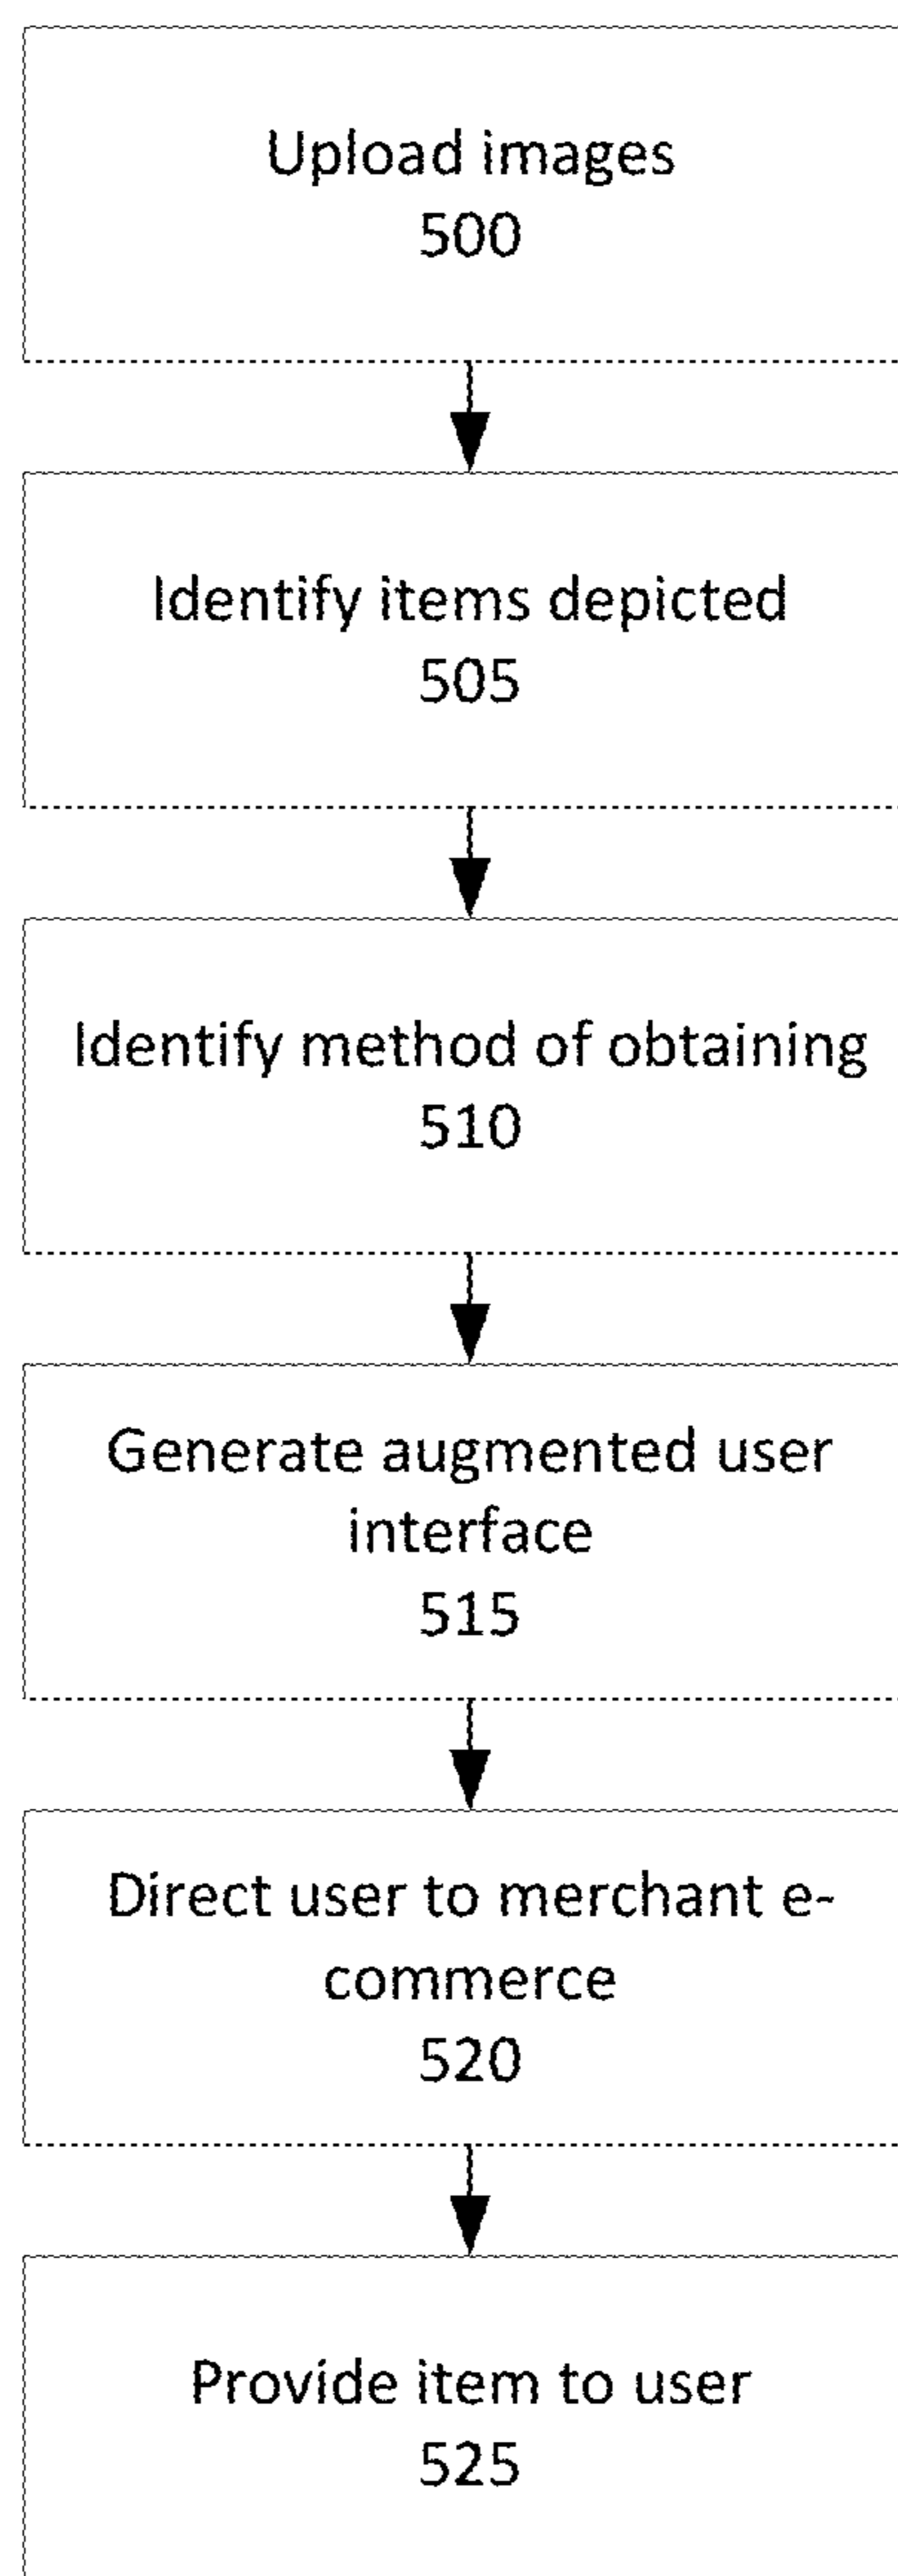 Upload images
500
Identify items depicted
505
Identify method of obtaining
510
Generate augmented user
interface
515
Direct user to merchant e-
commerce
520
Provide item to user
525